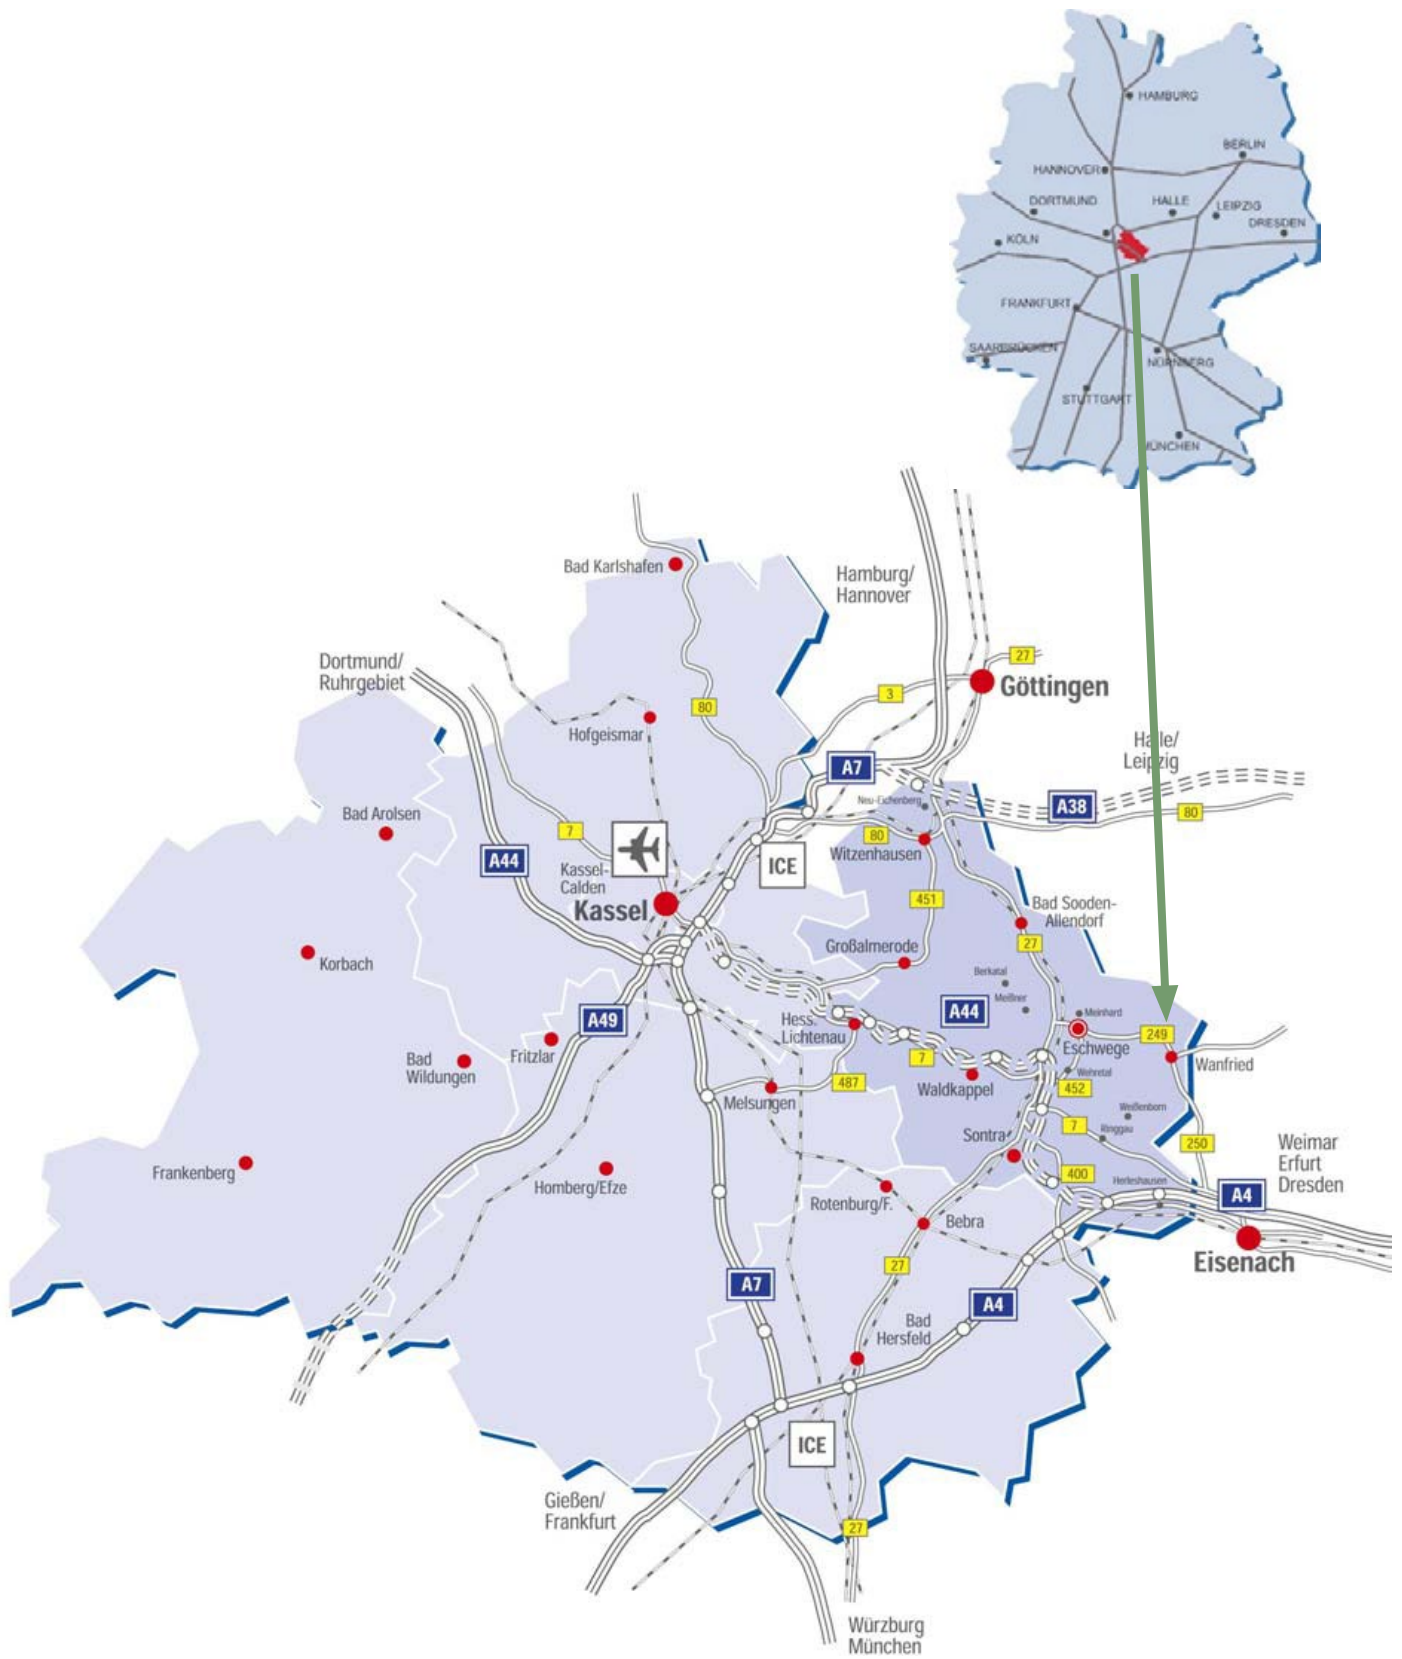 HAMBURG
BERLIN
HANNOVER
DORTMUND
HALLE
LEIPZIG
DRESDEN
KÖLN
FRANKFURT
SAARBRÜCKEN
NÜRNBERG
STUTTGART
MÜNCHEN
Bad Karlshafen
Hamburg/
Hannover
Dortmund/
Ruhrgebiet
27
Göttingen
3
80
Hofgeismar
Halle/
Leipzig
A7
Neu-Eichenberg
A38
80
Bad Arolsen
7
80
Witzenhausen
A44
Kassel-
Calden
ICE
Kassel
451
Bad Sooden-
Allendorf
27
Großalmerode
Korbach
Berkatal
Meißner
A44
Meinhard
A49
Hess.
Lichtenau
249
Eschwege
Fritzlar
Bad
Wildungen
7
Wanfried
Wehretal
487
Waldkappel
452
Melsungen
Weißenborn
7
Ringgau
Sontra
250
Weimar
Erfurt
Dresden
Frankenberg
400
Herleshausen
Homberg/Efze
A4
Rotenburg/F.
Bebra
Eisenach
27
A7
A4
Bad
Hersfeld
ICE
Gießen/
Frankfurt
27
Würzburg
München